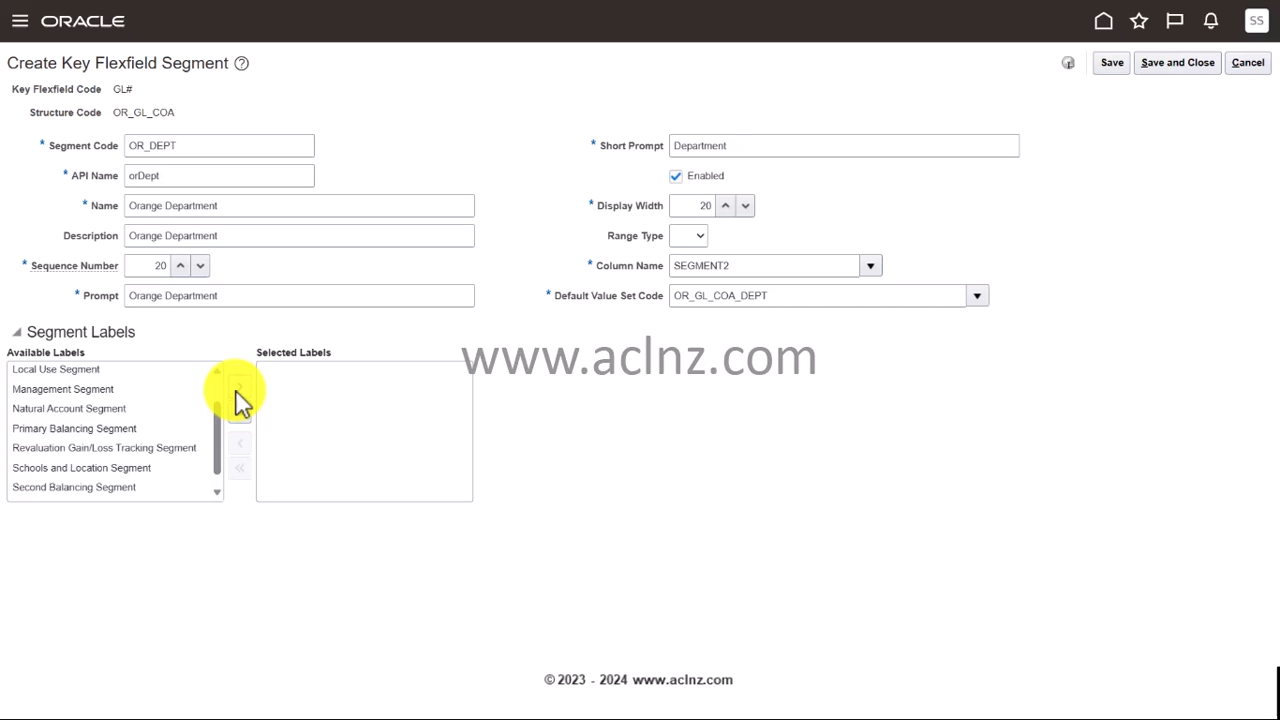 ORACLE
SS
Create Key Flexfield Segment
Save
Save and Close
Cancel
Key Flexfield Code GL#
Structure Code OR_GL_COA
* Segment Code OR_DEPT
* Short Prompt Department
* API Name orDept
Enabled
* Name Orange Department
* Display Width 20
Description Orange Department
Range Type
* Sequence Number 20
* Column Name SEGMENT2
* Prompt Orange Department
* Default Value Set Code OR_GL_COA_DEPT
Segment Labels
Available Labels
Selected Labels
Local Use Segment
Management Segment
Natural Account Segment
Primary Balancing Segment
Revaluation Gain/Loss Tracking Segment
Schools and Location Segment
Second Balancing Segment
www.aclnz.com
© 2023 - 2024 www.aclnz.com